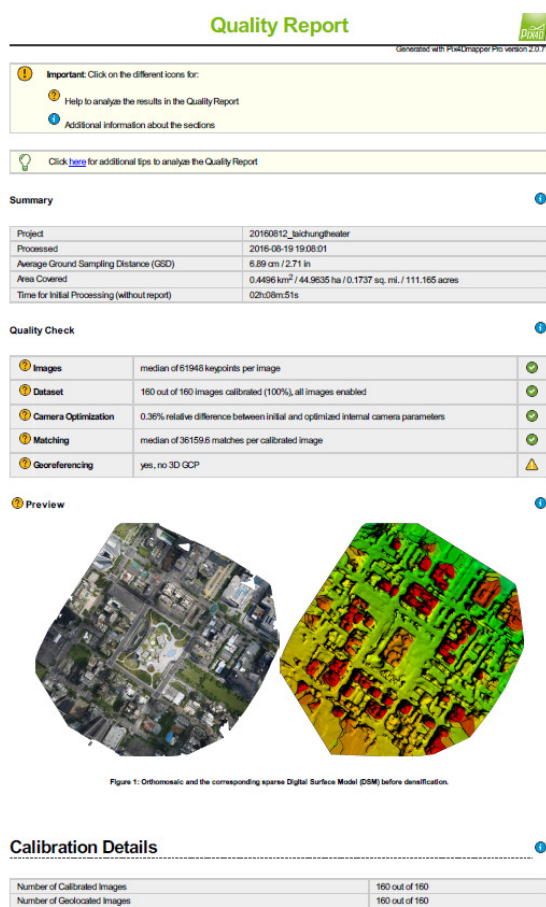 Quality Report
Pix4D
Generated with Pix4Dmapper Pro version 2.0.7
Important: Click on the different icons for:
Help to analyze the results in the Quality Report
Additional information about the sections
Click here for additional tips to analyze the Quality Report
Summary
Project 20160812_taichungtheater
Processed 2016-08-19 19:08:01
Average Ground Sampling Distance (GSD) 6.89 cm / 2.71 in
Area Covered 0.4496 km2 / 44.9635 ha / 0.1737 sq. mi. / 111.165 acres
Time for Initial Processing (without report) 02h:08m:51s
Quality Check
Images median of 61948 keypoints per image
Dataset 160 out of 160 images calibrated (100%), all images enabled
Camera Optimization 0.36% relative difference between initial and optimized internal camera parameters
Matching median of 36159.6 matches per calibrated image
Georeferencing yes, no 3D GCP
Preview
Figure 1: Orthomosaic and the corresponding sparse Digital Surface Model (DSM) before densification.
Calibration Details
Number of Calibrated Images 160 out of 160
Number of Geolocated Images 160 out of 160